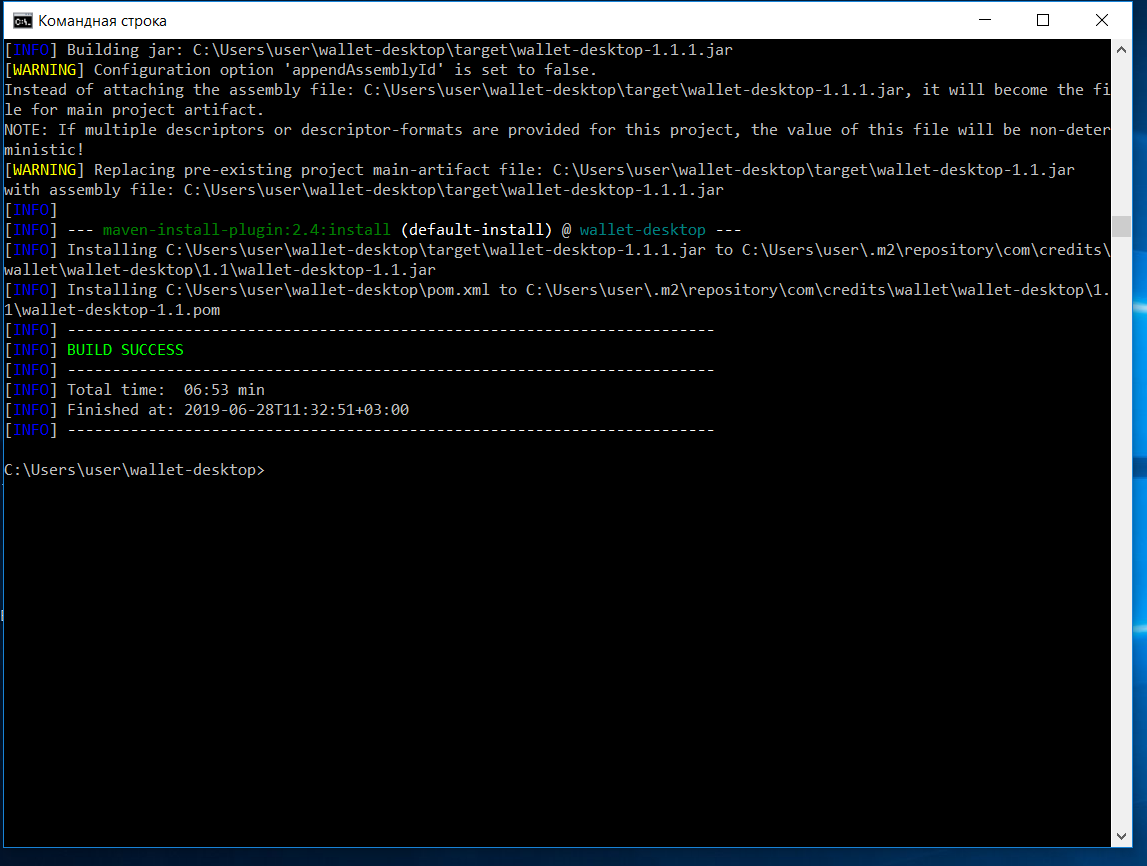 Командная строка
[INFO] Building jar: C:\Users\user\wallet-desktop\target\wallet-desktop-1.1.1.jar
[WARNING] Configuration option 'appendAssemblyId' is set to false.
Instead of attaching the assembly file: C:\Users\user\wallet-desktop\target\wallet-desktop-1.1.1.jar, it will become the fi
le for main project artifact.
NOTE: If multiple descriptors or descriptor-formats are provided for this project, the value of this file will be non-deter
ministic!
[WARNING] Replacing pre-existing project main-artifact file: C:\Users\user\wallet-desktop\target\wallet-desktop-1.1.jar
with assembly file: C:\Users\user\wallet-desktop\target\wallet-desktop-1.1.1.jar
[INFO]
[INFO] --- maven-install-plugin:2.4:install (default-install) @ wallet-desktop ---
[INFO] Installing C:\Users\user\wallet-desktop\target\wallet-desktop-1.1.1.jar to C:\Users\user\.m2\repository\com\credits\
wallet\wallet-desktop\1.1\wallet-desktop-1.1.jar
[INFO] Installing C:\Users\user\wallet-desktop\pom.xml to C:\Users\user\.m2\repository\com\credits\wallet\wallet-desktop\1.
1\wallet-desktop-1.1.pom
[INFO] ------------------------------------------------------------------------
[INFO] BUILD SUCCESS
[INFO] ------------------------------------------------------------------------
[INFO] Total time:  06:53 min
[INFO] Finished at: 2019-06-28T11:32:51+03:00
[INFO] ------------------------------------------------------------------------
C:\Users\user\wallet-desktop>